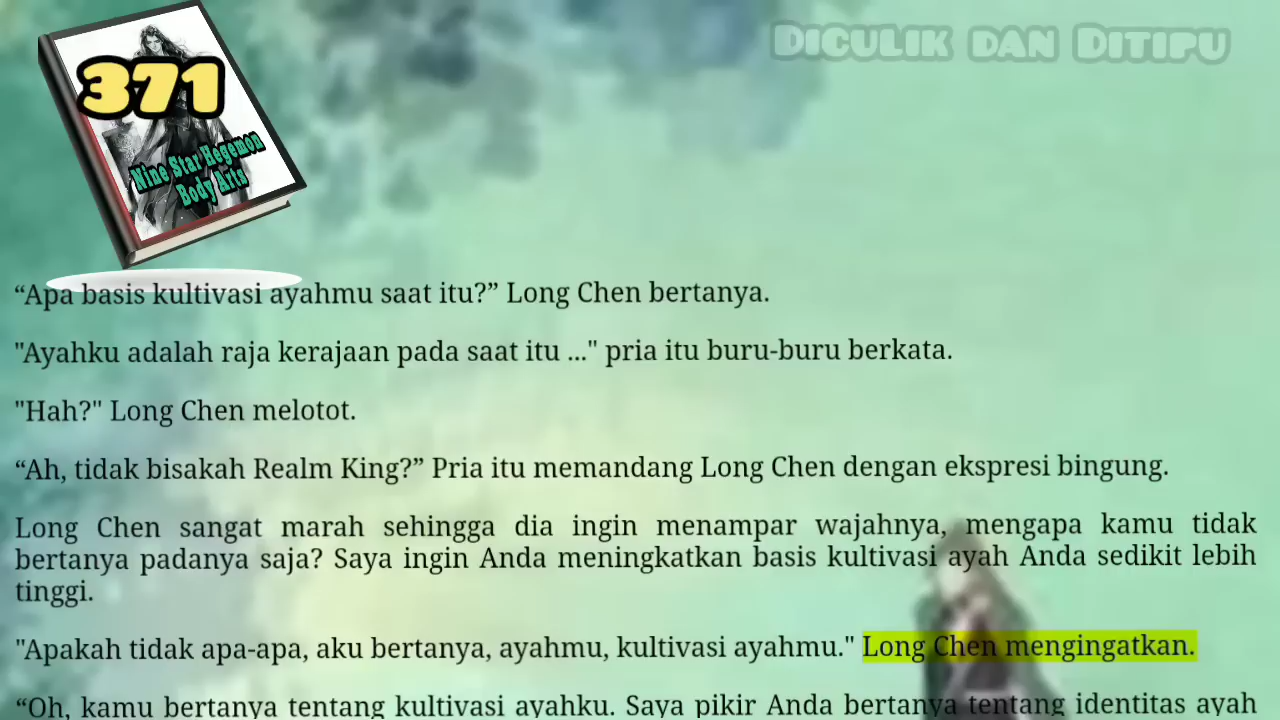 Diculik dan Ditipu
371
Nine Star Hegemon
Body Arts
“Apa basis kultivasi ayahmu saat itu?” Long Chen bertanya.
"Ayahku adalah raja kerajaan pada saat itu ..." pria itu buru-buru berkata.
"Hah?" Long Chen melotot.
“Ah, tidak bisakah Realm King?” Pria itu memandang Long Chen dengan ekspresi bingung.
Long Chen sangat marah sehingga dia ingin menampar wajahnya, mengapa kamu tidak
bertanya padanya saja? Saya ingin Anda meningkatkan basis kultivasi ayah Anda sedikit lebih
tinggi.
"Apakah tidak apa-apa, aku bertanya, ayahmu, kultivasi ayahmu." Long Chen mengingatkan.
“Oh, kamu bertanya tentang kultivasi ayahku. Saya pikir Anda bertanya tentang identitas ayah